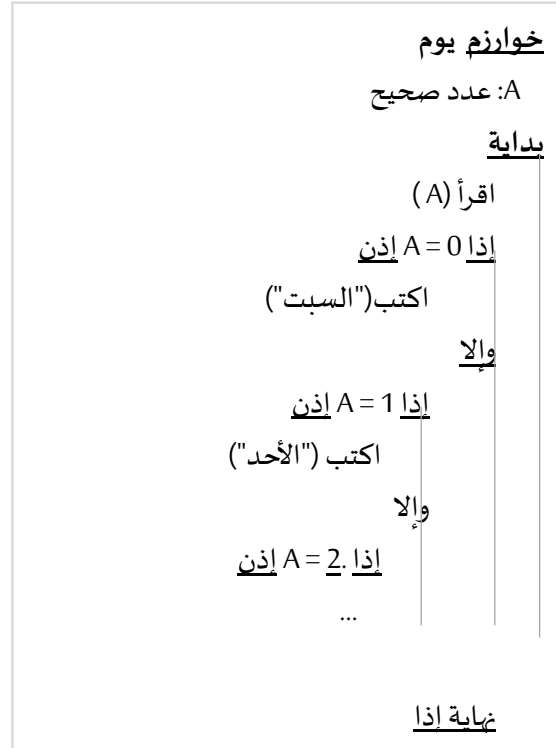 خوارزم يوم
A: عدد صحيح
بداية
اقرأ (A )
إذا A = 0 إذن
اكتب("السبت")
وإلا
إذا A = 1 إذن
اكتب ("الأحد")
وإلا
إذا .A = 2 إذن
...
نهاية إذا